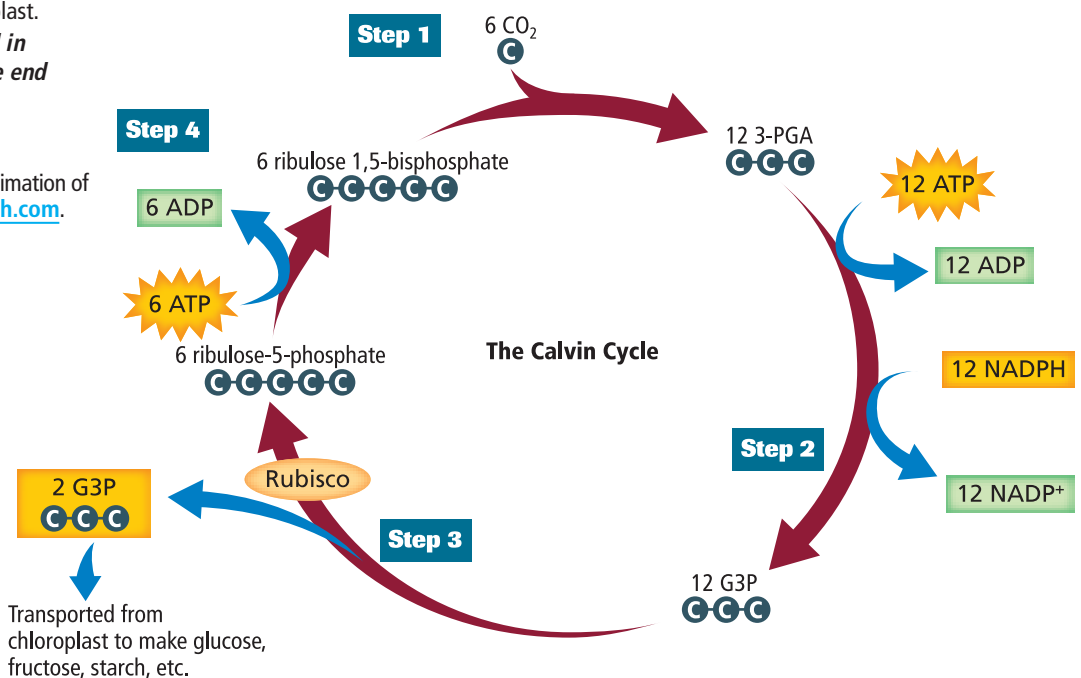 last.
in
e end
imation of
h.com.
Step 1
6 CO₂
C
Step 4
6 ribulose 1,5-bisphosphate
C-C-C-C-C
12 3-PGA
C-C-C
12 ATP
6 ADP
12 ADP
6 ATP
6 ribulose-5-phosphate
C-C-C-C-C
The Calvin Cycle
12 NADPH
Step 2
Rubisco
2 G3P
C-C-C
12 NADP⁺
Step 3
12 G3P
C-C-C
Transported from
chloroplast to make glucose,
fructose, starch, etc.